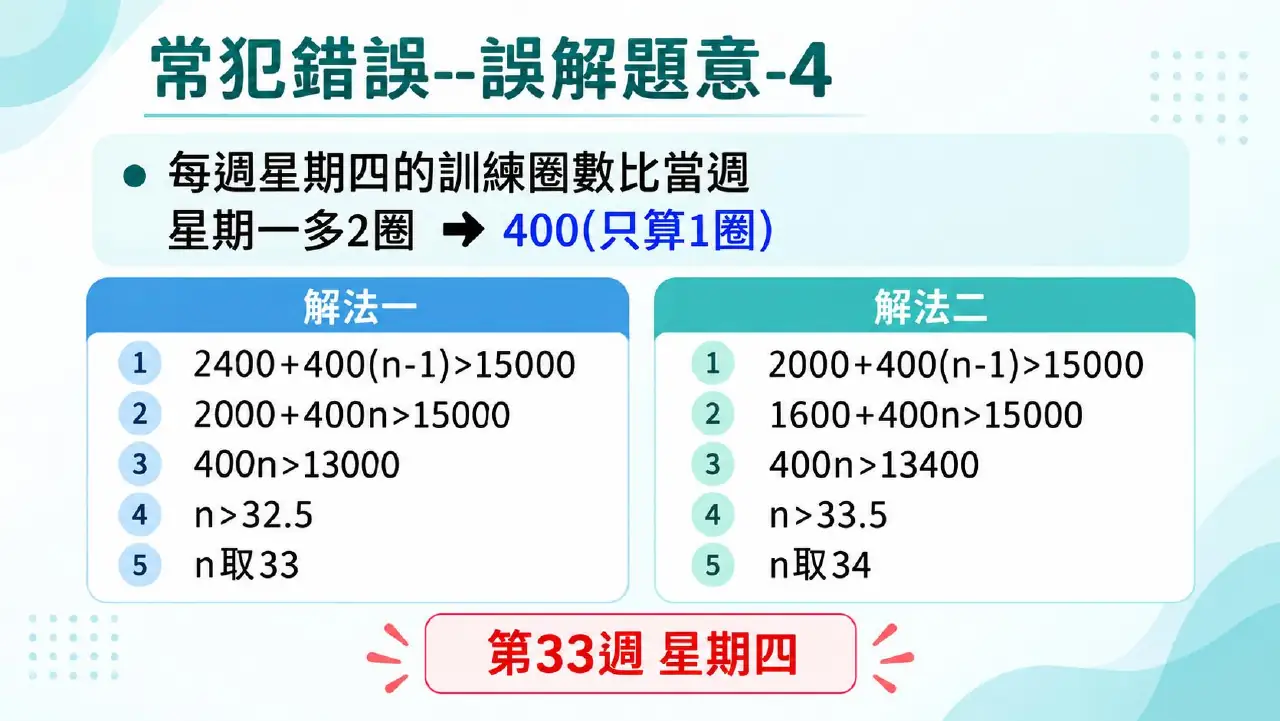 常犯錯誤--誤解題意-4
每週星期四的訓練圈數比當週
星期一多2圈 ➡ 400(只算1圈)
解法一
1 2400+400(n-1)>15000
2 2000+400n>15000
3 400n>13000
4 n>32.5
5 n取33
解法二
1 2000+400(n-1)>15000
2 1600+400n>15000
3 400n>13400
4 n>33.5
5 n取34
第33週 星期四